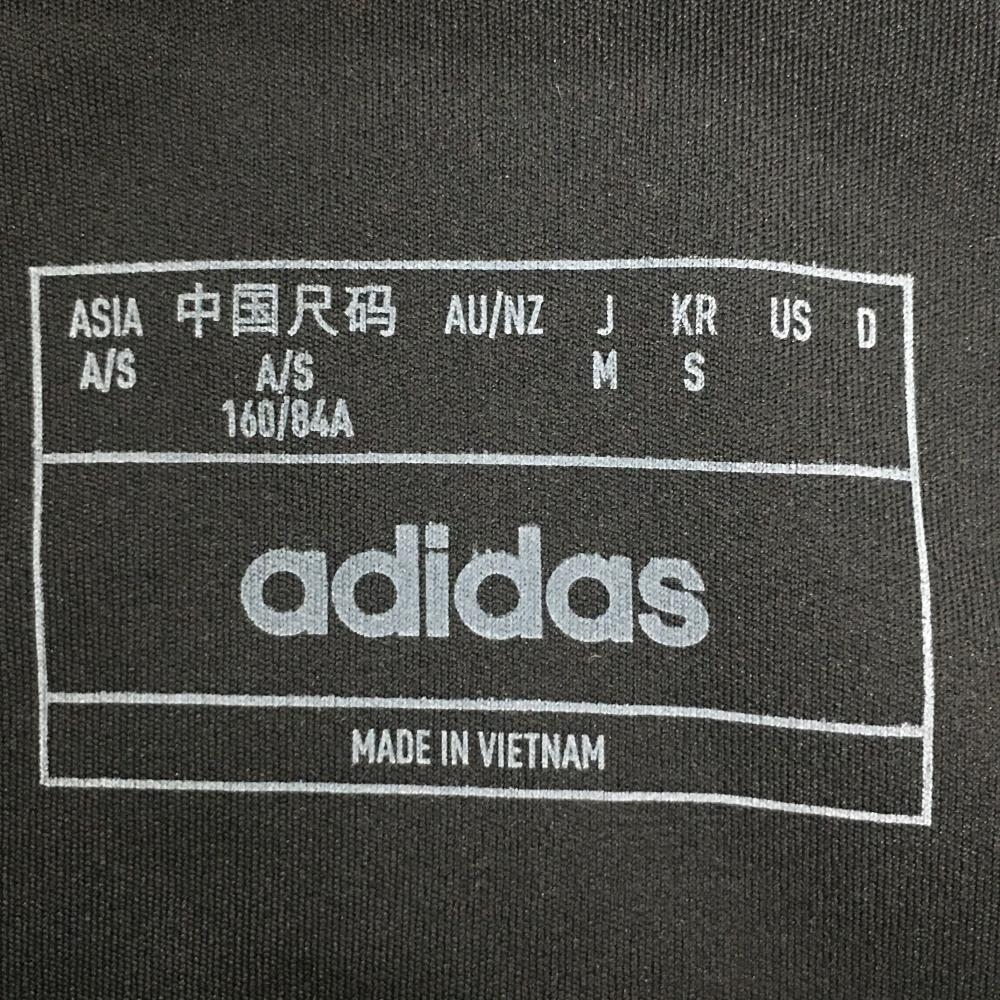 ASIA 中国尺码 AU/NZ J KR US D
A/S A/S M S
160/84A
adidas
MADE IN VIETNAM